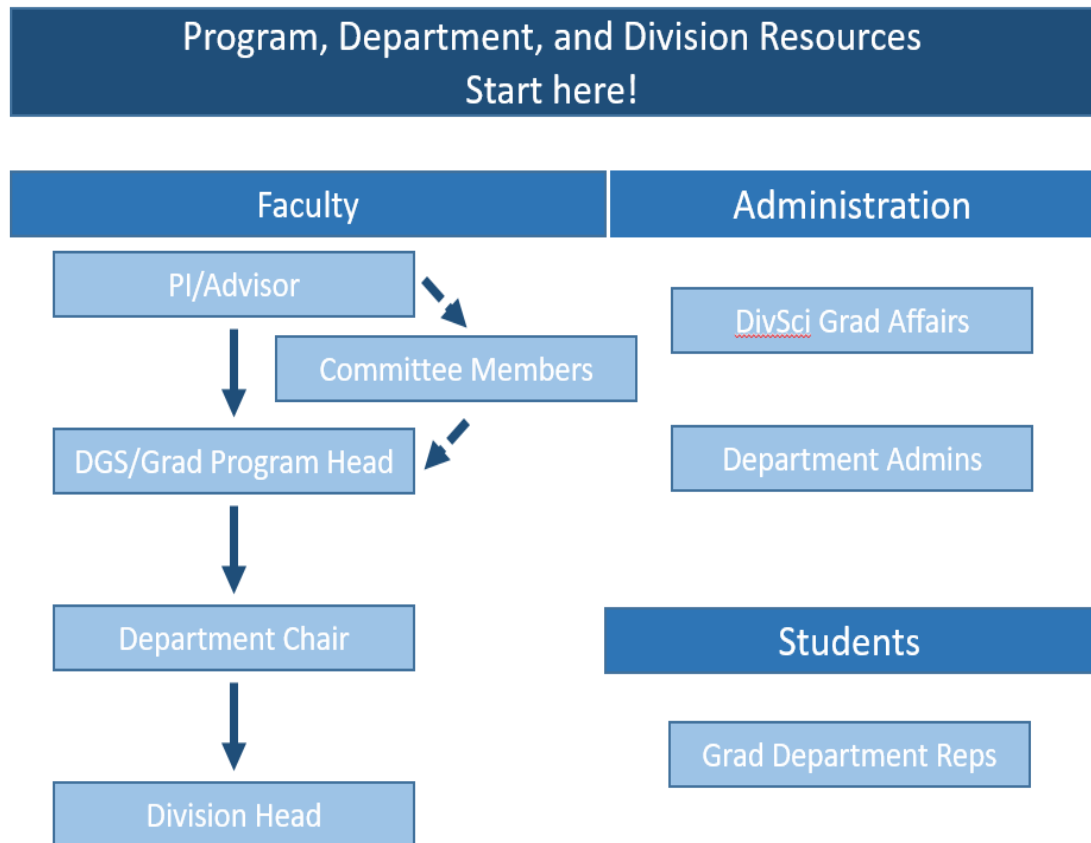 Program, Department, and Division Resources
Start here!
Faculty
PI/Advisor
Committee Members
DGS/Grad Program Head
Department Chair
Division Head
Administration
DivSci Grad Affairs
Department Admins
Students
Grad Department Reps